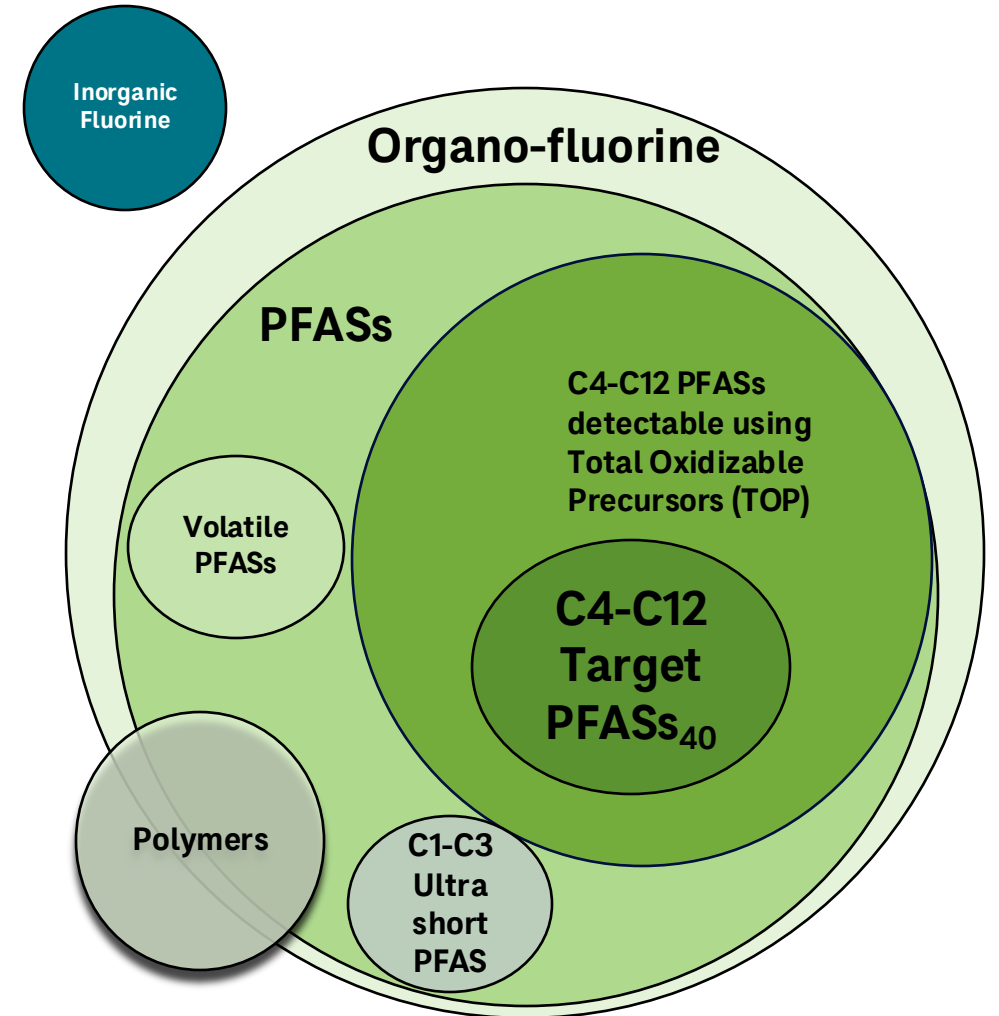 Inorganic
Fluorine
Organo-fluorine
PFASs
C4-C12 PFASs
detectable using
Total Oxidizable
Precursors (TOP)
Volatile
PFASs
C4-C12
Target
PFASs₄₀
Polymers
C1-C3
Ultra
short
PFAS